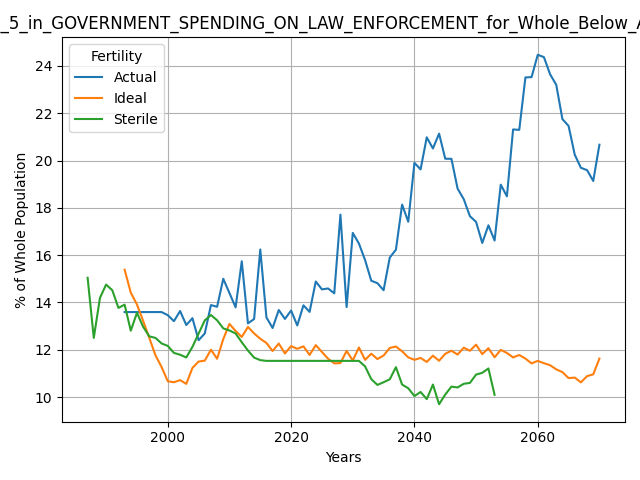 _5_in_GOVERNMENT_SPENDING_ON_LAW_ENFORCEMENT_for_Whole_Below_
Fertility
Actual
Ideal
Sterile
% of Whole Population
24
22
20
18
16
14
12
10
2000
2020
2040
2060
Years